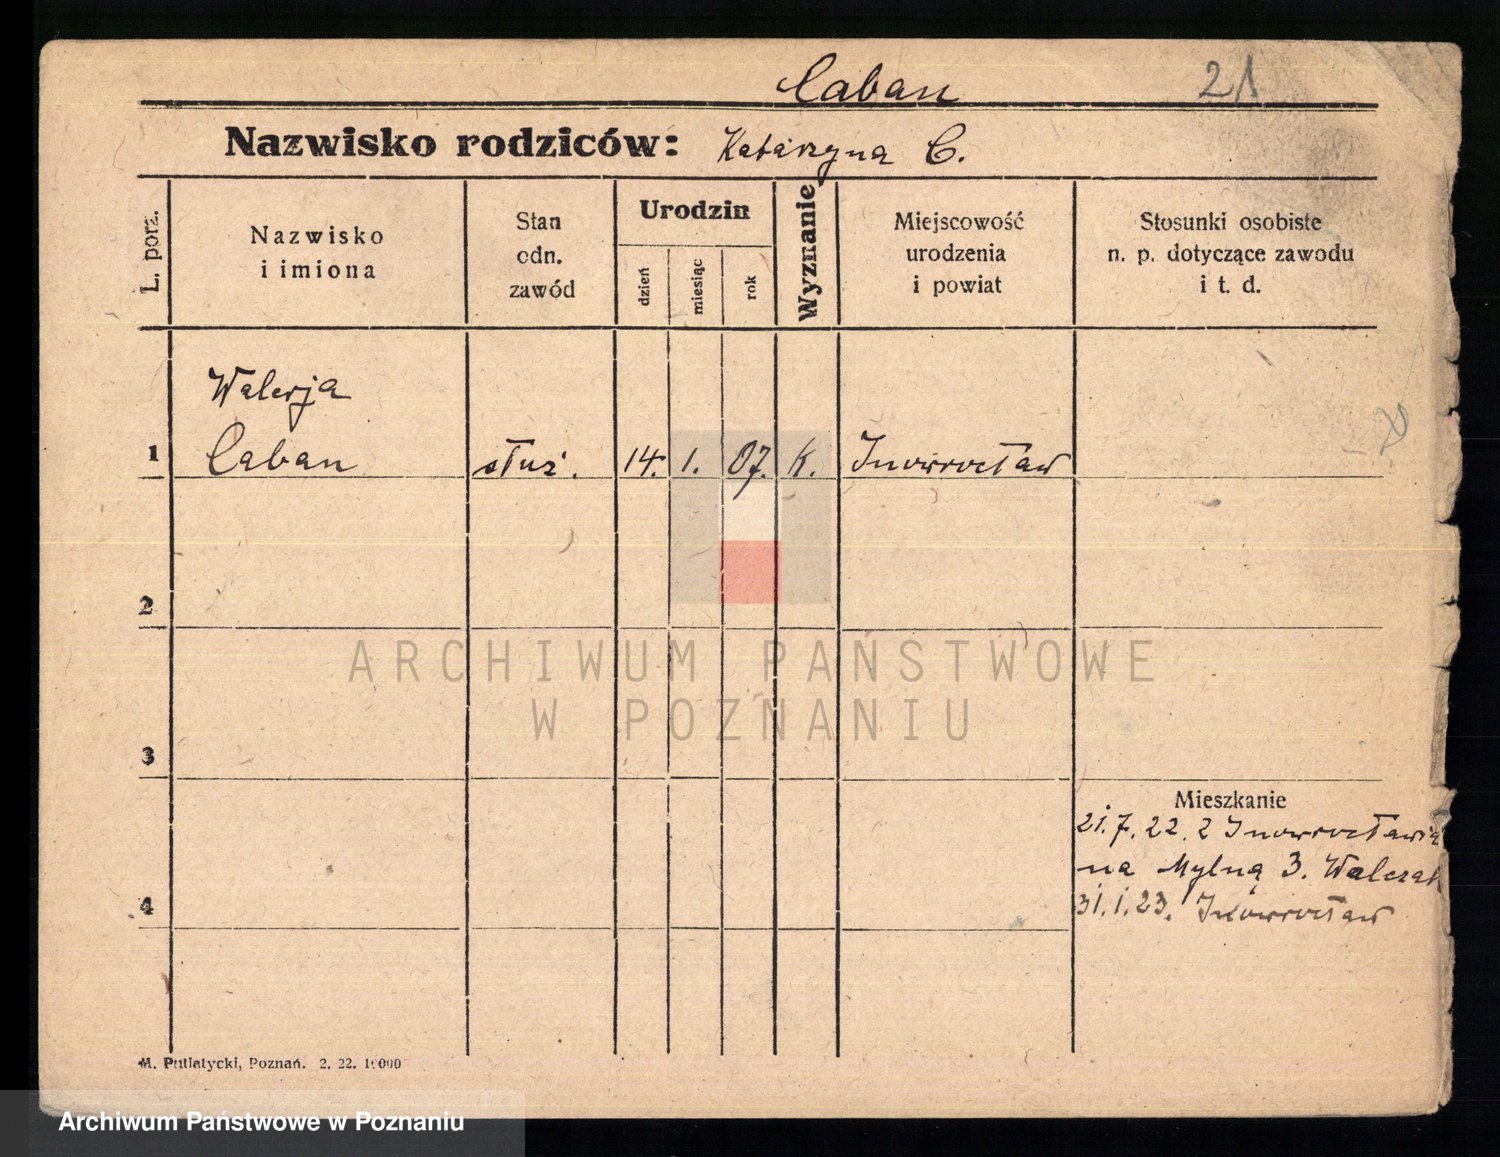 Caban
21
Nazwisko rodziców: Katarzyna C.
L. porz.
Nazwisko
i imiona
Stan
odn.
zawód
Urodzin
dzień
miesiąc
rok
Wyznanie
Miejscowość
urodzenia
i powiat
Stosunki osobiste
n. p. dotyczące zawodu
i t. d.
Walerja
1 Caban służ. 14. 1. 07. K. Inowrocław
2
3
4
Mieszkanie
21.7.22. z Inowrocławia
na Mylną 3. Walczak
31.1.23. Inowrocław
M. Putiatycki, Poznań. 2. 22. 10000
ARCHIWUM PAŃSTWOWE
W POZNANIU
Archiwum Państwowe w Poznaniu